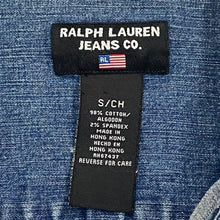 RALPH LAUREN
JEANS CO.
RL
S/CH
98% COTTON/
ALGODON
2% SPANDEX
MADE IN
HONG KONG
HECHO EN
HONG KONG
RN67437
REVERSE FOR CARE